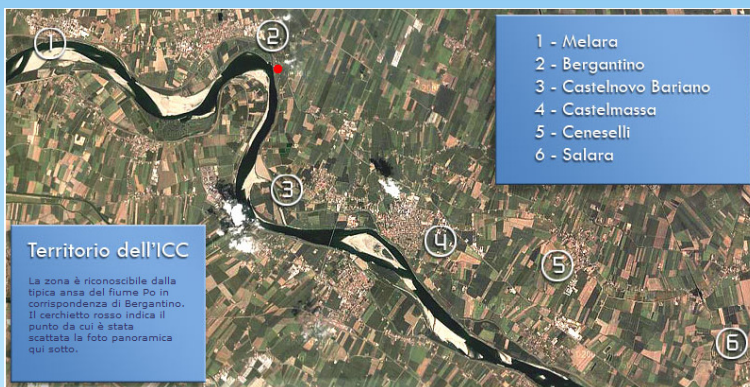 1
2
1 - Melara
2 - Bergantino
3 - Castelnovo Bariano
4 - Castelmassa
5 - Ceneselli
6 - Salara
3
4
5
6
Territorio dell'ICC
La zona è riconoscibile dalla
tipica ansa del fiume Po in
corrispondenza di Bergantino.
Il cerchietto rosso indica il
punto da cui è stata
scattata la foto panoramica
qui sotto.